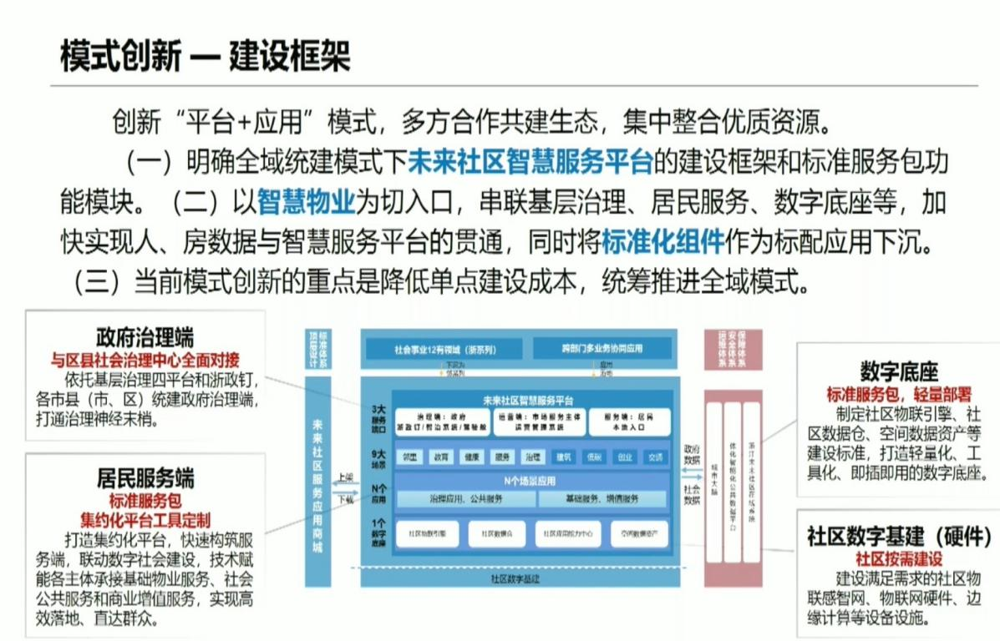 模式创新 — 建设框架
创新“平台+应用”模式，多方合作共建生态，集中整合优质资源。
（一）明确全域统建模式下未来社区智慧服务平台的建设框架和标准服务包功
能模块。（二）以智慧物业为切入口，串联基层治理、居民服务、数字底座等，加
快实现人、房数据与智慧服务平台的贯通，同时将标准化组件作为标配应用下沉。
（三）当前模式创新的重点是降低单点建设成本，统筹推进全域模式。
政府治理端
与区县社会治理中心全面对接
依托基层治理四平台和浙政钉，
各市县（市、区）统建政府治理端，
打通治理神经末梢。
居民服务端
标准服务包
集约化平台工具定制
打造集约化平台，快速构筑服
务端，联动数字社会建设，技术赋
能各主体承接基础物业服务、社会
公共服务和商业增值服务，实现高
效落地、直达群众。
标准体系
顶层设计
未来社区服务应用商城
上架
下载
社会事业12有领域（浙系列）
跨部门多业务协同应用
应用
未来社区智慧服务平台
3大
服务
端口
治理端：政府
浙政钉/智治系统/驾驶舱
运营端：市场服务主体
运营管理系统
服务端：居民
本地入口
9大
场景
邻里 教育 健康 服务 治理 建筑 低碳 创业 交通
N个
应用
N个场景应用
治理应用、公共服务
基础服务、增值服务
1个
数字
底座
社区物联引擎
社区数据仓
社区应用能力中心
空间数据资产
社区数字基建
政府
数据
社会
数据
保障体系
安全体系
运维体系
城市大脑
一体化智能化公共数据平台
浙江未来社区在线系统
数字底座
标准服务包，轻量部署
制定社区物联引擎、社
区数据仓、空间数据资产等
建设标准，打造轻量化、工
具化、即插即用的数字底座。
社区数字基建（硬件）
社区按需建设
建设满足需求的社区物
联感智网、物联网硬件、边
缘计算等设备设施。